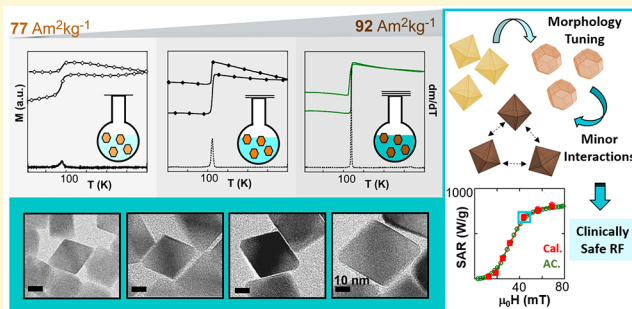 77 Am²kg⁻¹
92 Am²kg⁻¹
M (a.u.)
dm/dT
100
T (K)
100
T (K)
100
T (K)
10 nm
Morphology
Tuning
Minor
Interactions
Clinically
Safe RF
1000
SAR (W/g)
0
Cal.
AC.
0
40
80
μ₀H (mT)